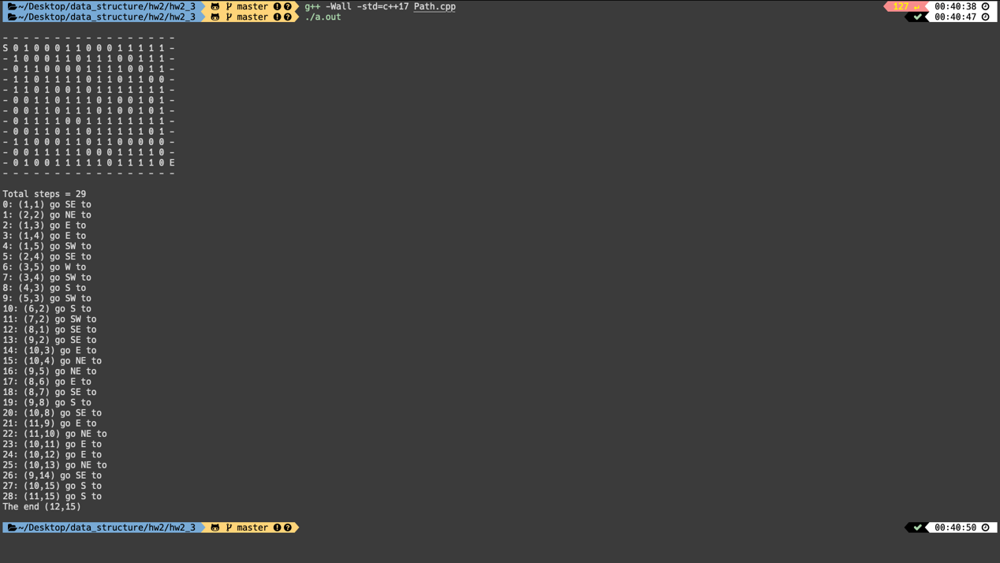 ~/Desktop/data_structure/hw2/hw2_3 master g++ -Wall -std=c++17 Path.cpp 127 ↵ 00:40:38
~/Desktop/data_structure/hw2/hw2_3 master ./a.out ✔ 00:40:47
- - - - - - - - - - - - - - - - -
S 0 1 0 0 0 1 1 0 0 0 1 1 1 1 1 -
- 1 0 0 0 1 1 0 1 1 1 0 0 1 1 1 -
- 0 1 1 0 0 0 0 1 1 1 1 0 0 1 1 -
- 1 1 0 1 1 1 1 0 1 1 0 1 1 0 0 -
- 1 1 0 1 0 0 1 0 1 1 1 1 1 1 1 -
- 0 0 1 1 0 1 1 1 0 1 0 0 1 0 1 -
- 0 0 1 1 0 1 1 1 0 1 0 0 1 0 1 -
- 0 1 1 1 1 0 0 1 1 1 1 1 1 1 1 -
- 0 0 1 1 0 1 1 0 1 1 1 1 1 0 1 -
- 1 1 0 0 0 1 1 0 1 1 0 0 0 0 0 -
- 0 0 1 1 1 1 1 0 0 0 1 1 1 1 0 -
- 0 1 0 0 1 1 1 1 1 0 1 1 1 1 0 E
- - - - - - - - - - - - - - - - -
Total steps = 29
0: (1,1) go SE to
1: (2,2) go NE to
2: (1,3) go E to
3: (1,4) go E to
4: (1,5) go SW to
5: (2,4) go SE to
6: (3,5) go W to
7: (3,4) go SW to
8: (4,3) go S to
9: (5,3) go SW to
10: (6,2) go S to
11: (7,2) go SW to
12: (8,1) go SE to
13: (9,2) go SE to
14: (10,3) go E to
15: (10,4) go NE to
16: (9,5) go NE to
17: (8,6) go E to
18: (8,7) go SE to
19: (9,8) go S to
20: (10,8) go SE to
21: (11,9) go E to
22: (11,10) go NE to
23: (10,11) go E to
24: (10,12) go E to
25: (10,13) go NE to
26: (9,14) go SE to
27: (10,15) go S to
28: (11,15) go S to
The end (12,15)
~/Desktop/data_structure/hw2/hw2_3 master ✔ 00:40:50